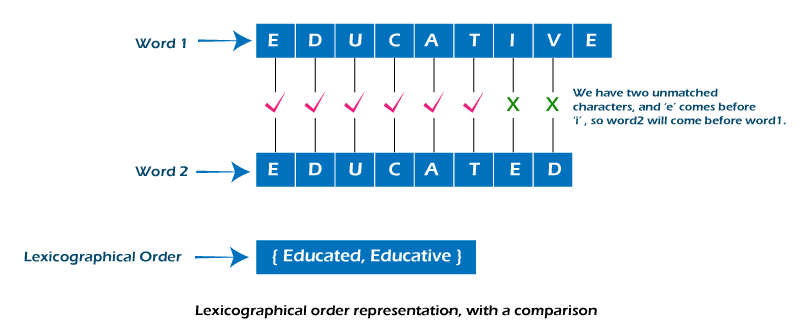 Word 1
E D U C A T I V E
X X
We have two unmatched
characters, and ‘e’ comes before
‘i’ , so word2 will come before word1.
Word 2
E D U C A T E D
Lexicographical Order
{ Educated, Educative }
Lexicographical order representation, with a comparison